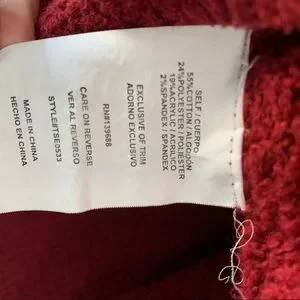 SELF / CUERPO
55%COTTON / ALGODÓN
24%POLYESTER / POLIÉSTER
19%ACRYLIC / ACRÍLICO
2%SPANDEX / SPANDEX
EXCLUSIVE OF TRIM
ADORNO EXCLUSIVO
RN#139688
CARE ON REVERSE
VER AL REVERSO
STYLE#TSE0533
MADE IN CHINA
HECHO EN CHINA